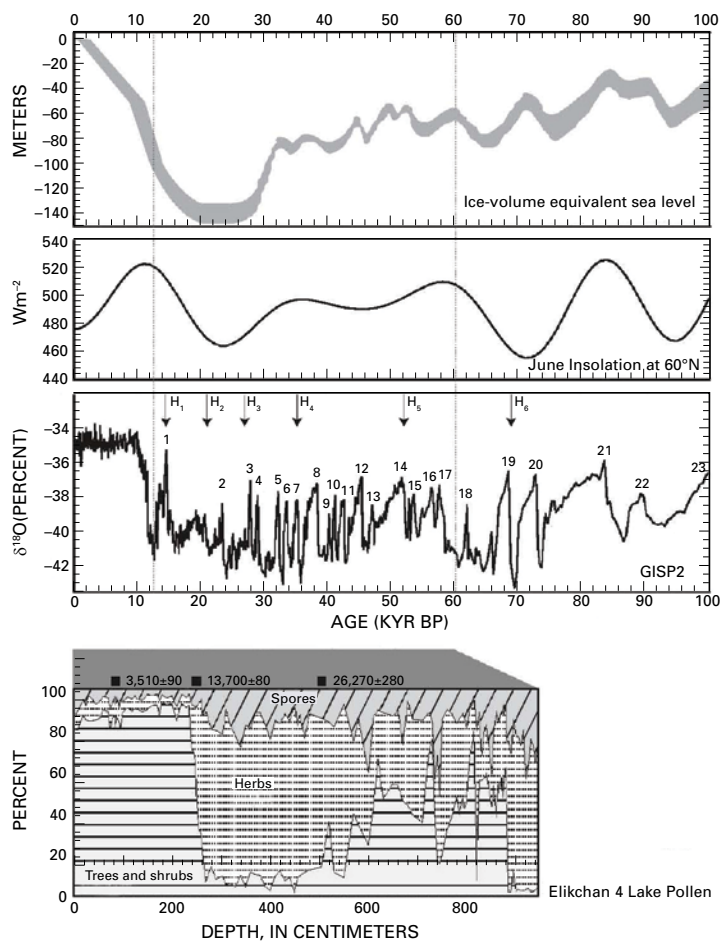 0 10 20 30 40 50 60 70 80 90 100
METERS
0
–20
–40
–60
–80
–100
–120
–140
Ice-volume equivalent sea level
Wm–2
540
520
500
480
460
440
June Insolation at 60°N
δ18O(PERCENT)
–34
–36
–38
–40
–42
H1 H2 H3 H4 H5 H6
1 2 3 4 5 6 7 8 9 10 11 12 13 14 15 16 17 18 19 20 21 22 23
GISP2
0 10 20 30 40 50 60 70 80 90 100
AGE (KYR BP)
3,510±90 13,700±80 26,270±280
PERCENT
100
80
60
40
20
0
Spores
Herbs
Trees and shrubs
Elikchan 4 Lake Pollen
0 200 400 600 800
DEPTH, IN CENTIMETERS